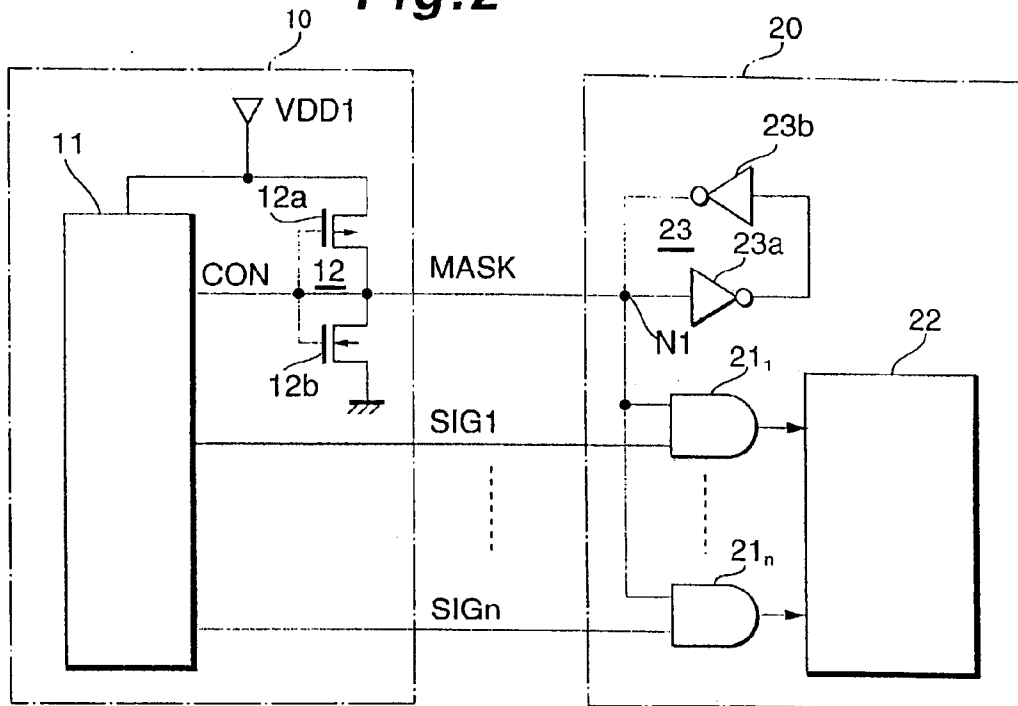 Fig.2
10
20
VDD1
11
12a
23b
23
23a
CON
12
MASK
N1
12b
22
21₁
SIG1
21ₙ
SIGn